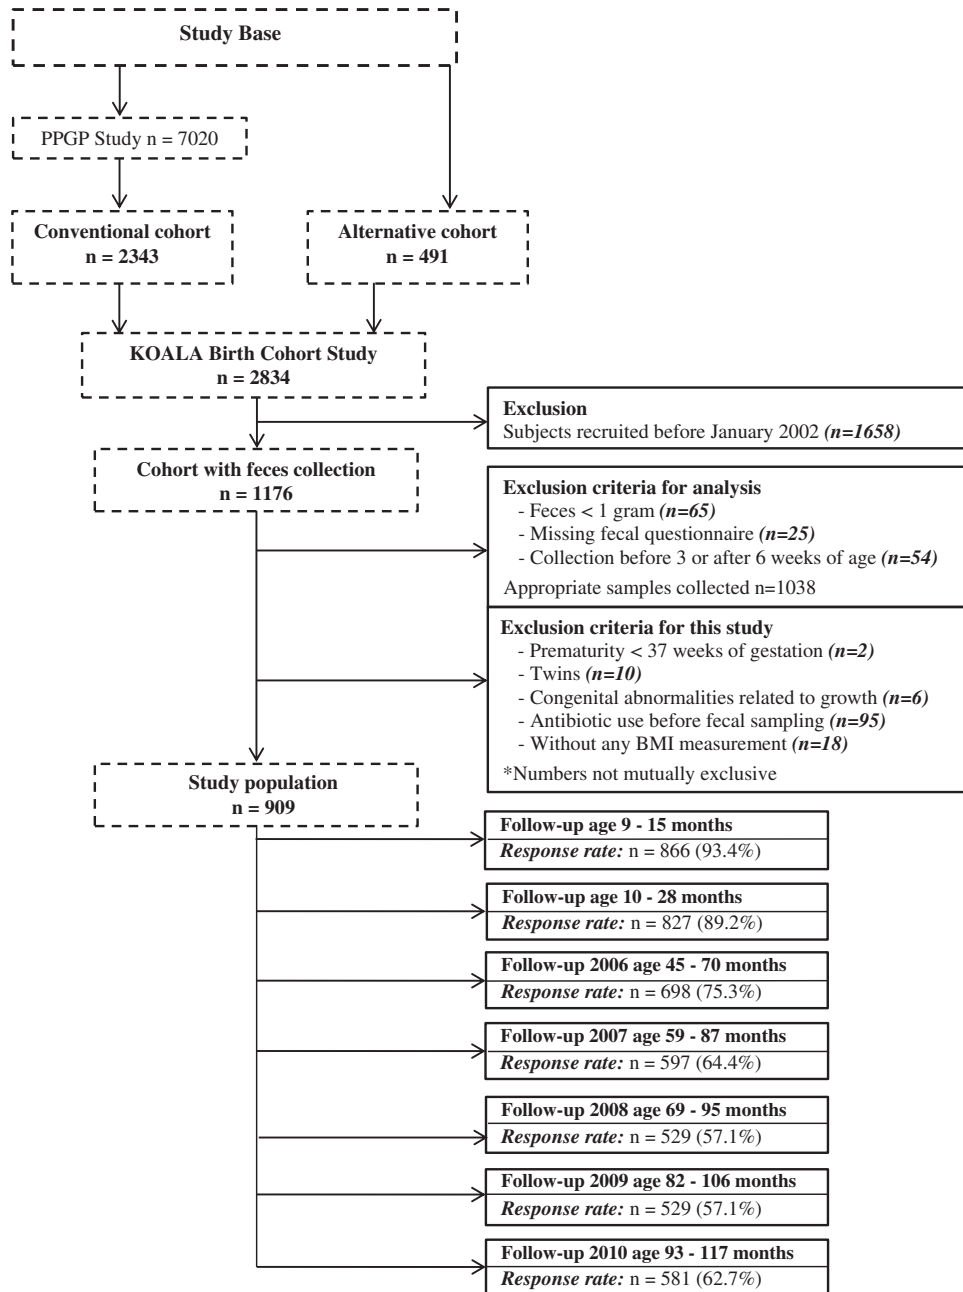 Study Base
PPGP Study n = 7020
Conventional cohort
n = 2343
Alternative cohort
n = 491
KOALA Birth Cohort Study
n = 2834
Exclusion
Subjects recruited before January 2002 (n=1658)
Cohort with feces collection
n = 1176
Exclusion criteria for analysis
- Feces < 1 gram (n=65)
- Missing fecal questionnaire (n=25)
- Collection before 3 or after 6 weeks of age (n=54)
Appropriate samples collected n=1038
Exclusion criteria for this study
- Prematurity < 37 weeks of gestation (n=2)
- Twins (n=10)
- Congenital abnormalities related to growth (n=6)
- Antibiotic use before fecal sampling (n=95)
- Without any BMI measurement (n=18)
*Numbers not mutually exclusive
Study population
n = 909
Follow-up age 9 - 15 months
Response rate: n = 866 (93.4%)
Follow-up age 10 - 28 months
Response rate: n = 827 (89.2%)
Follow-up 2006 age 45 - 70 months
Response rate: n = 698 (75.3%)
Follow-up 2007 age 59 - 87 months
Response rate: n = 597 (64.4%)
Follow-up 2008 age 69 - 95 months
Response rate: n = 529 (57.1%)
Follow-up 2009 age 82 - 106 months
Response rate: n = 529 (57.1%)
Follow-up 2010 age 93 - 117 months
Response rate: n = 581 (62.7%)